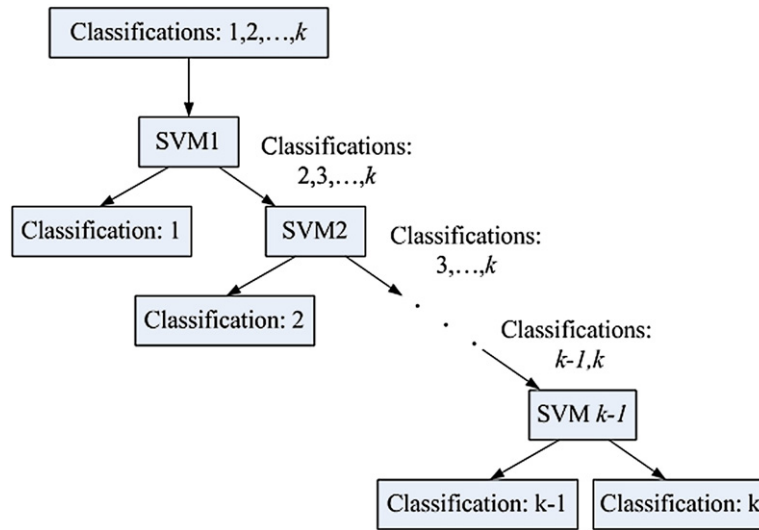 Classifications: 1,2,…,k
SVM1
Classifications:
2,3,…,k
Classification: 1
SVM2
Classifications:
3,…,k
Classification: 2
Classifications:
k-1,k
SVM k-1
Classification: k-1
Classification: k